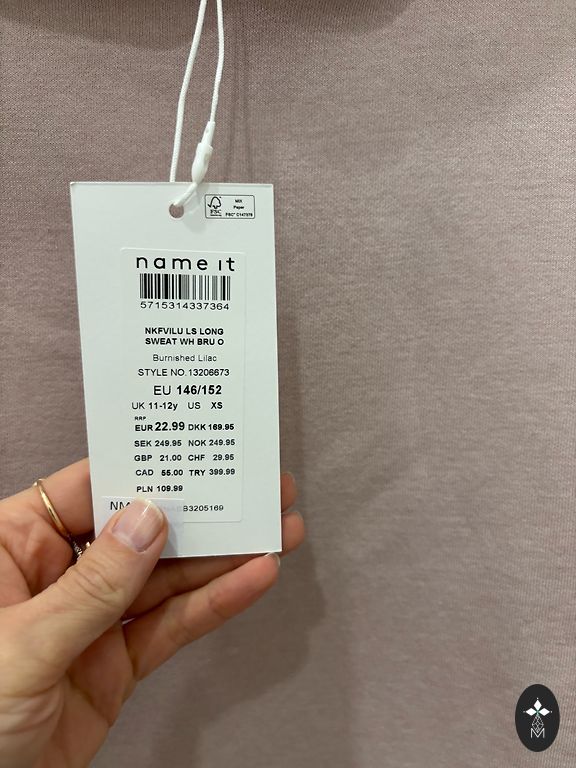 FSC
MIX
Paper
FSC® C147975
name it
5715314337364
NKFVILU LS LONG
SWEAT WH BRU O
Burnished Lilac
STYLE NO.13206673
EU 146/152
UK 11-12y US XS
RRP
EUR 22.99 DKK 169.95
SEK 249.95 NOK 249.95
GBP 21.00 CHF 29.95
CAD 55.00 TRY 399.99
PLN 109.99
B3205169
M